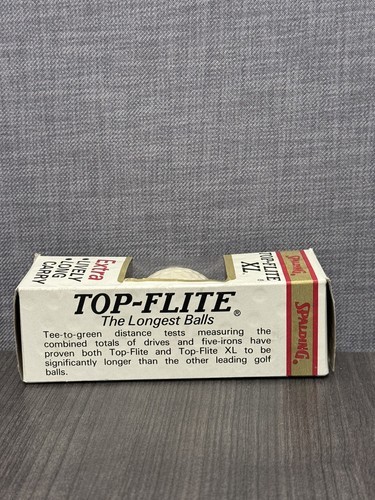 Extra
• LIVELY
• LONG
CARRY
TOP-FLITE
XL®
SPALDING
TOP-FLITE®
The Longest Balls
Tee-to-green distance tests measuring the
combined totals of drives and five-irons have
proven both Top-Flite and Top-Flite XL to be
significantly longer than the other leading golf
balls.
SPALDING®